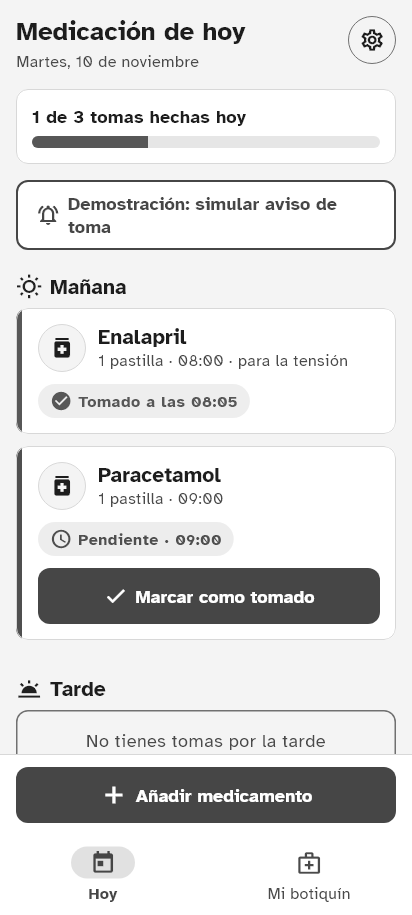 Medicación de hoy
Martes, 10 de noviembre
1 de 3 tomas hechas hoy
Demostración: simular aviso de
toma
Mañana
Enalapril
1 pastilla · 08:00 · para la tensión
Tomado a las 08:05
Paracetamol
1 pastilla · 09:00
Pendiente · 09:00
Marcar como tomado
Tarde
No tienes tomas por la tarde
Añadir medicamento
Hoy
Mi botiquín